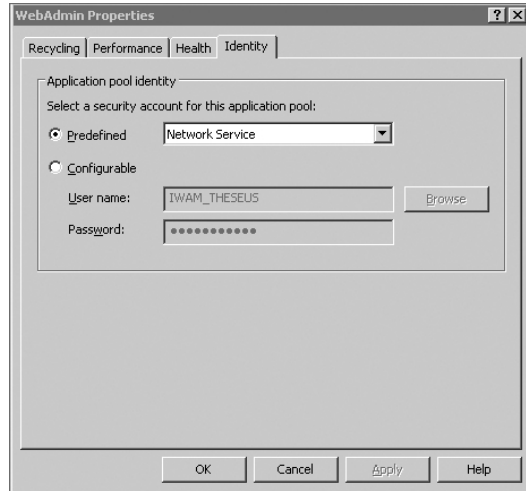 WebAdmin Properties
Recycling Performance Health Identity
Application pool identity
Select a security account for this application pool:
Predefined Network Service
Configurable
User name: IWAM_THESEUS Browse
Password: ●●●●●●●●●●●
OK Cancel Apply Help